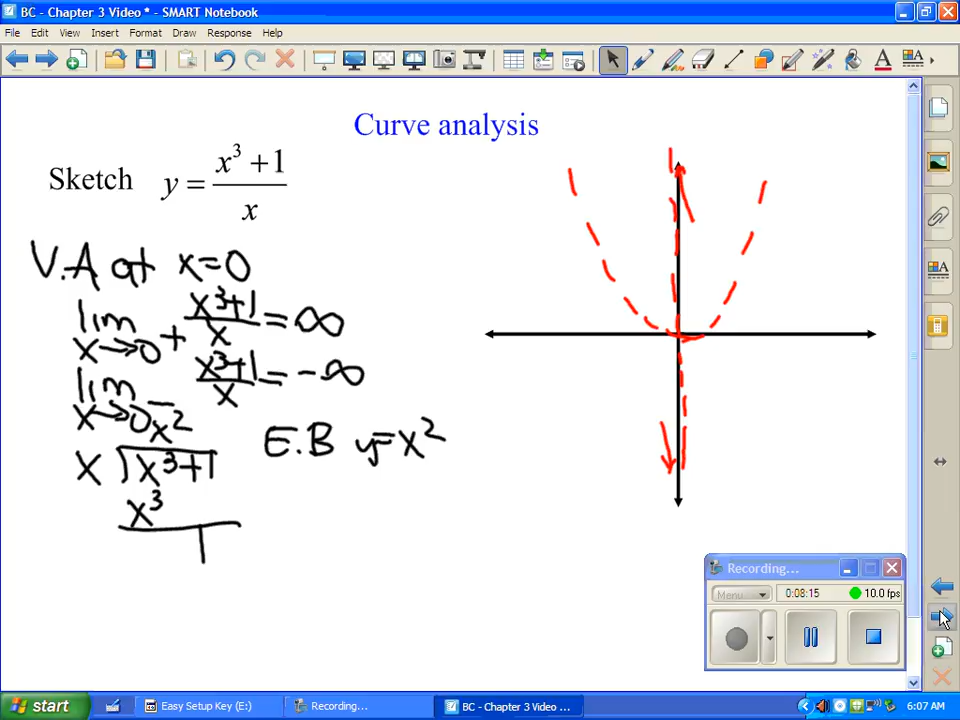 BC - Chapter 3 Video * - SMART Notebook
File Edit View Insert Format Draw Response Help
Curve analysis
Sketch y = (x³ + 1)/x
V.A at x=0
lim x→0+ (x³+1)/x = ∞
lim x→0− (x³+1)/x = −∞
x²
x ) x³+1
E.B y=x²
x³
1
Recording...
Menu 0:08:15 10.0 fps
start Easy Setup Key (E:) Recording... BC - Chapter 3 Video ... 6:07 AM